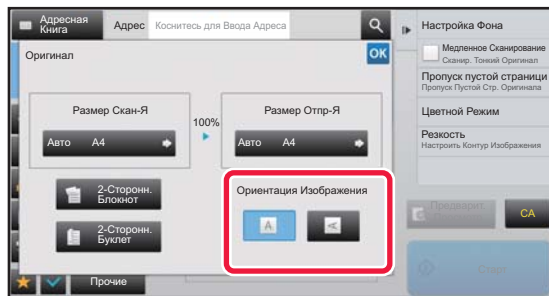 Адресная
Книга
Адрес
Коснитесь для Ввода Адреса
Оригинал
OK
Размер Скан-Я
Авто A4
100%
Размер Отпр-Я
Авто A4
2-Сторонн.
Блокнот
2-Сторонн.
Буклет
Ориентация Изображения
A
A
Прочие
Настройка Фона
Медленное Сканирование
Сканир. Тонкий Оригинал
Пропуск пустой страници
Пропуск Пустой Стр. Оригинала
Цветной Режим
Резкость
Настроить Контур Изображения
Предварит.
CA
Старт